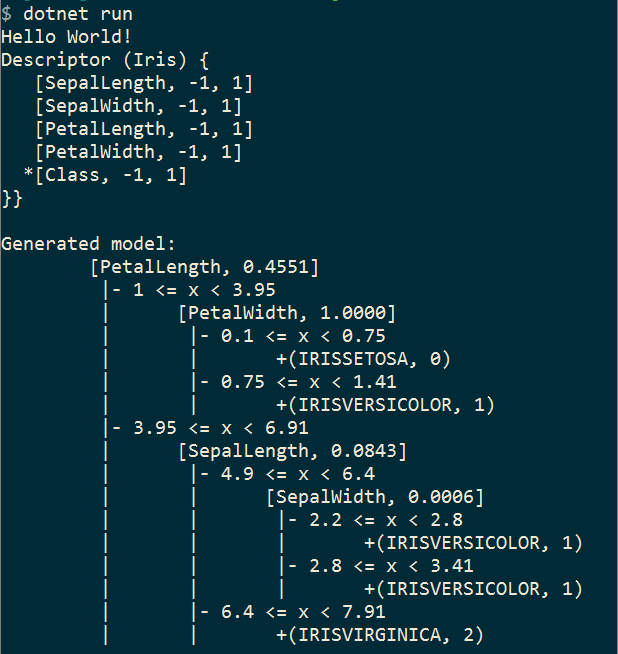 $ dotnet run
Hello World!
Descriptor (Iris) {
   [SepalLength, -1, 1]
   [SepalWidth, -1, 1]
   [PetalLength, -1, 1]
   [PetalWidth, -1, 1]
  *[Class, -1, 1]
}}

Generated model:
        [PetalLength, 0.4551]
         |- 1 <= x < 3.95
         |      [PetalWidth, 1.0000]
         |       |- 0.1 <= x < 0.75
         |       |       +(IRISSETOSA, 0)
         |       |- 0.75 <= x < 1.41
         |       |       +(IRISVERSICOLOR, 1)
         |- 3.95 <= x < 6.91
         |      [SepalLength, 0.0843]
         |       |- 4.9 <= x < 6.4
         |       |      [SepalWidth, 0.0006]
         |       |       |- 2.2 <= x < 2.8
         |       |       |       +(IRISVERSICOLOR, 1)
         |       |       |- 2.8 <= x < 3.41
         |       |       |       +(IRISVERSICOLOR, 1)
         |       |- 6.4 <= x < 7.91
         |       |       +(IRISVIRGINICA, 2)